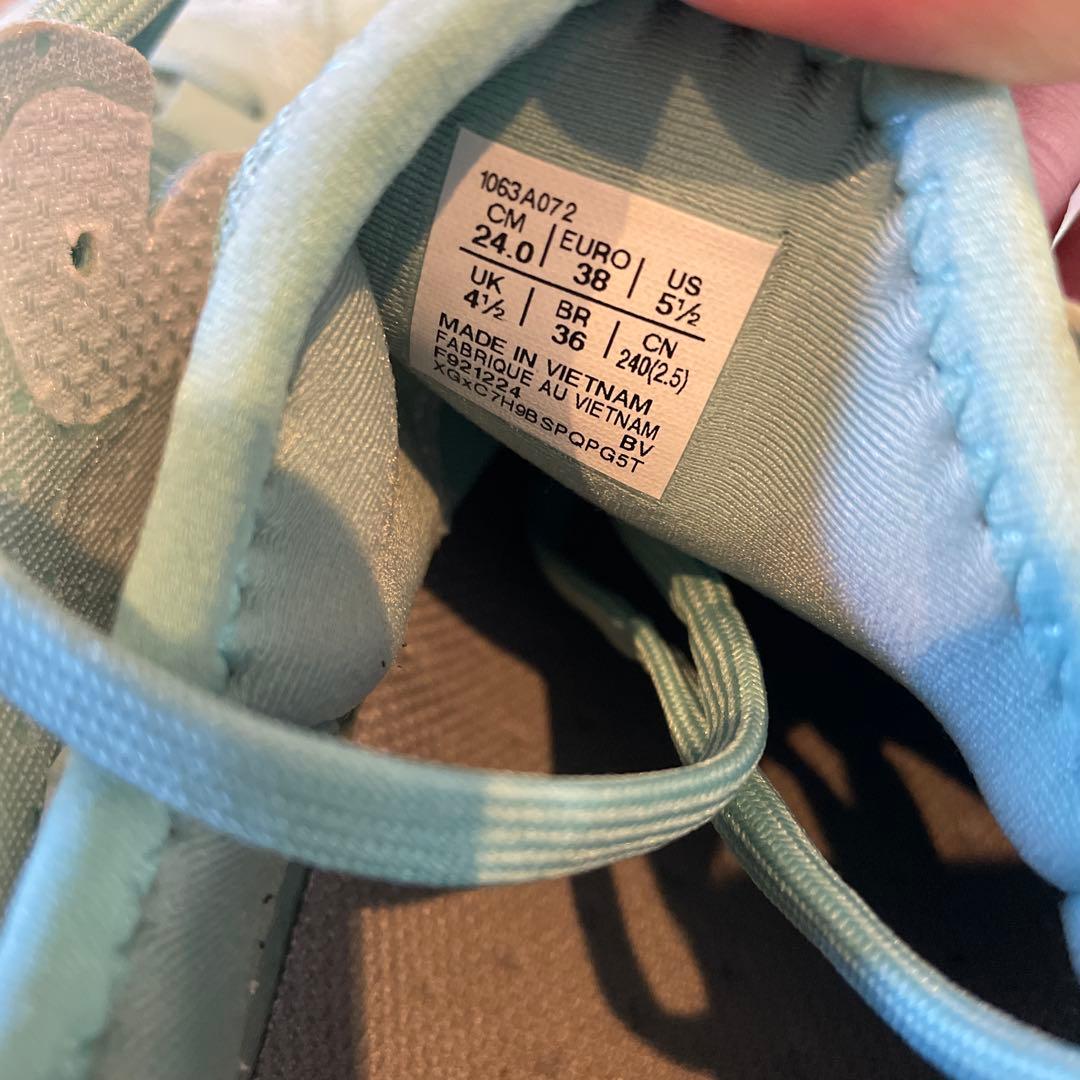 1063A072
CM | EURO | US
24.0 | 38 | 5½
UK | BR | CN
4½ | 36 | 240(2.5)
MADE IN VIETNAM
FABRIQUE AU VIETNAM
F921224 BV
XGxC7H9BSPQPG5T